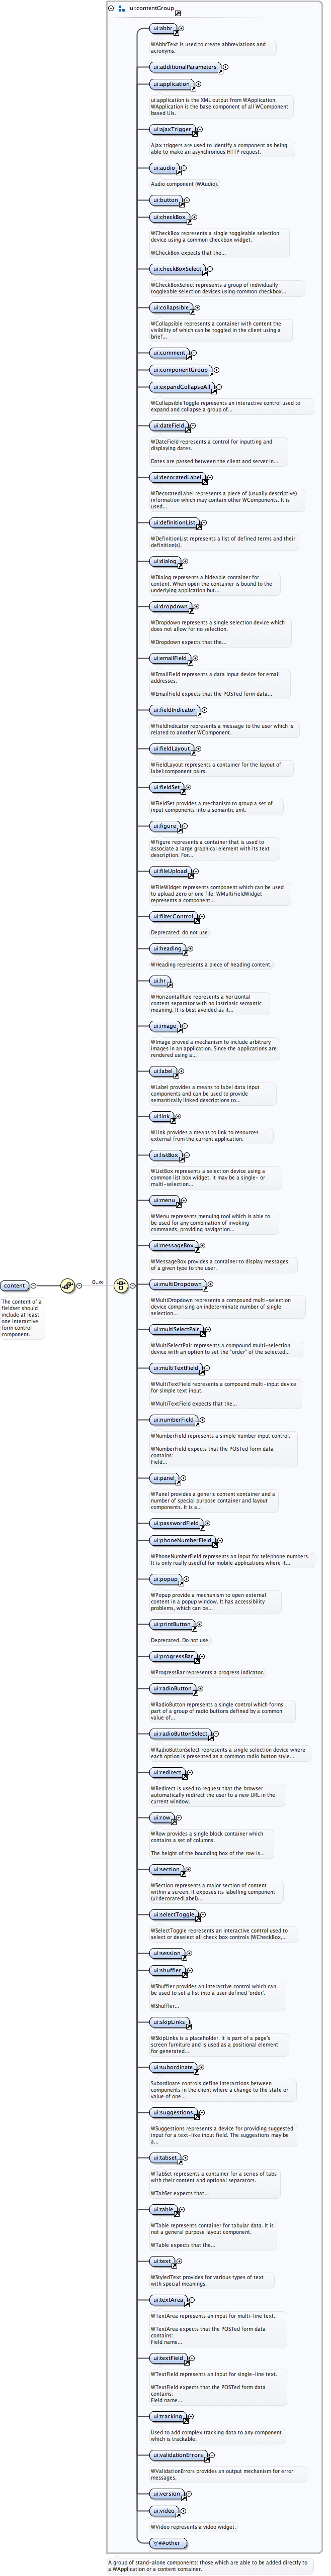 ui:contentGroup
ui:abbr
WAbbrText is used to create abbreviations and
acronyms.
ui:additionalParameters
ui:application
ui:application is the XML output from WApplication.
WApplication is the base component of all WComponent
based UIs.
ui:ajaxTrigger
Ajax triggers are used to identify a component as being
able to make an asynchronous HTTP request.
ui:audio
Audio component (WAudio).
ui:button
ui:checkBox
WCheckBox represents a single toggleable selection
device using a common checkbox widget.
WCheckBox expects that the...
ui:checkBoxSelect
WCheckBoxSelect represents a group of individually
toggleable selection devices using common checkbox...
ui:collapsible
WCollapsible represents a container with content the
visibility of which can be toggled in the client using a
brief...
ui:comment
ui:componentGroup
ui:expandCollapseAll
WCollapsibleToggle represents an interactive control used to
expand and collapse a group of...
ui:dateField
WDateField represents a control for inputting and
displaying dates.
Dates are passed between the client and server in...
ui:decoratedLabel
WDecoratedLabel represents a piece of (usually descriptive)
information which may contain other WComponents. It is
used...
ui:definitionList
WDefinitionList represents a list of defined terms and their
definition(s).
ui:dialog
WDialog represents a hideable container for
content. When open the container is bound to the
underlying application but...
ui:dropdown
WDropdown represents a single selection device which
does not allow for no selection.
WDropdown expects that the...
ui:emailField
WEmailField represents a data input device for email
addresses.
WEmailField expects that the POSTed form data...
ui:fieldIndicator
WFieldIndicator represents a message to the user which is
related to another WComponent.
ui:fieldLayout
WFieldLayout represents a container for the layout of
label:component pairs.
ui:fieldSet
WFieldSet provides a mechanism to group a set of
input components into a semantic unit.
ui:figure
WFigure represents a container that is used to
associate a large graphical element with its text
description. For...
ui:fileUpload
WFileWidget represents component which can be used
to upload zero or one file; WMultiFieldWidget
represents a component...
ui:filterControl
Deprecated: do not use
ui:heading
WHeading represents a piece of heading content.
ui:hr
WHorizontalRule represents a horizontal
content separator with no intrinsic semantic
meaning. It is best avoided as it...
ui:image
WImage proved a mechanism to include arbitrary
images in an application. Since the applications are
rendered using a...
ui:label
WLabel provides a means to label data input
components and can be used to provide
semantically linked descriptions to...
ui:link
WLink provides a means to link to resources
external from the current application.
ui:listBox
WListBox represents a selection device using a
common list box widget. It may be a single- or
multi-selection...
ui:menu
WMenu represents menuing tool which is able to
be used for any combination of invoking
commands, providing navigation...
ui:messageBox
WMessageBox provides a container to display messages
of a given type to the user.
content
0..∞
The content of a
fieldset should
include at least
one interactive
form control
component.
ui:multiDropdown
WMultiDropdown represents a compound multi-selection
device comprising an indeterminate number of single
selection...
ui:multiSelectPair
WMultiSelectPair represents a compound multi-selection
device with an option to set the "order" of the selected...
ui:multiTextField
WMultiTextField represents a compound multi-input device
for simple text input.
WMultiTextField expects that the...
ui:numberField
WNumberField represents a simple number input control.
WNumberField expects that the POSTed form data
contains:
Field...
ui:panel
WPanel provides a generic content container and a
number of special purpose container and layout
components. It is a...
ui:passwordField
ui:phoneNumberField
WPhoneNumberField represents an input for telephone numbers.
It is only really usedful for mobile applications where it...
ui:popup
WPopup provide a mechanism to open external
content in a popup window. It has accessibility
problems, which can be...
ui:printButton
Deprecated. Do not use.
ui:progressBar
WProgressBar represents a progress indicator.
ui:radioButton
WRadioButton represents a single control which forms
part of a group of radio buttons defined by a common
value of...
ui:radioButtonSelect
WRadioButtonSelect represents a single selection device where
each option is presented as a common radio button style...
ui:redirect
WRedirect is used to request that the browser
automatically redirect the user to a new URL in the
current window.
ui:row
WRow provides a single block container which
contains a set of columns.
The height of the bounding box of the row is...
ui:section
WSection represents a major section of content
within a screen. It exposes its labelling component
(ui:decoratedLabel)...
ui:selectToggle
WSelectToggle represents an interactive control used to
select or deselect all check box controls (WCheckBox,...
ui:session
ui:shuffler
WShuffler provides an interactive control which can
be used to set a list into a user defined 'order'.
WShuffler...
ui:skipLinks
WSkipLinks is a placeholder. It is part of a page's
screen furniture and is used as a positional element
for generated...
ui:subordinate
Subordinate controls define interactions between
components in the client where a change to the state or
value of one...
ui:suggestions
WSuggestions represents a device for providing suggested
input for a text-like input field. The suggestions may be
a...
ui:tabset
WTabSet represents a container for a series of tabs
with their content and optional separators.
WTabSet expects that...
ui:table
WTable represents container for tabular data. It is
not a general purpose layout component.
WTable expects that the...
ui:text
WStyledText provides for various types of text
with special meanings.
ui:textArea
WTextArea represents an input for multi-line text.
WTextArea expects that the POSTed form data
contains:
Field name...
ui:textField
WTextField represents an input for single-line text.
WTextField expects that the POSTed form data
contains:
Field name...
ui:tracking
Used to add complex tracking data to any component
which is trackable.
ui:validationErrors
WValidationErrors provides an output mechanism for error
messages.
ui:version
ui:video
WVideo represents a video widget.
##other
A group of stand-alone components: those which are able to be added directly
to a WApplication or a content container.